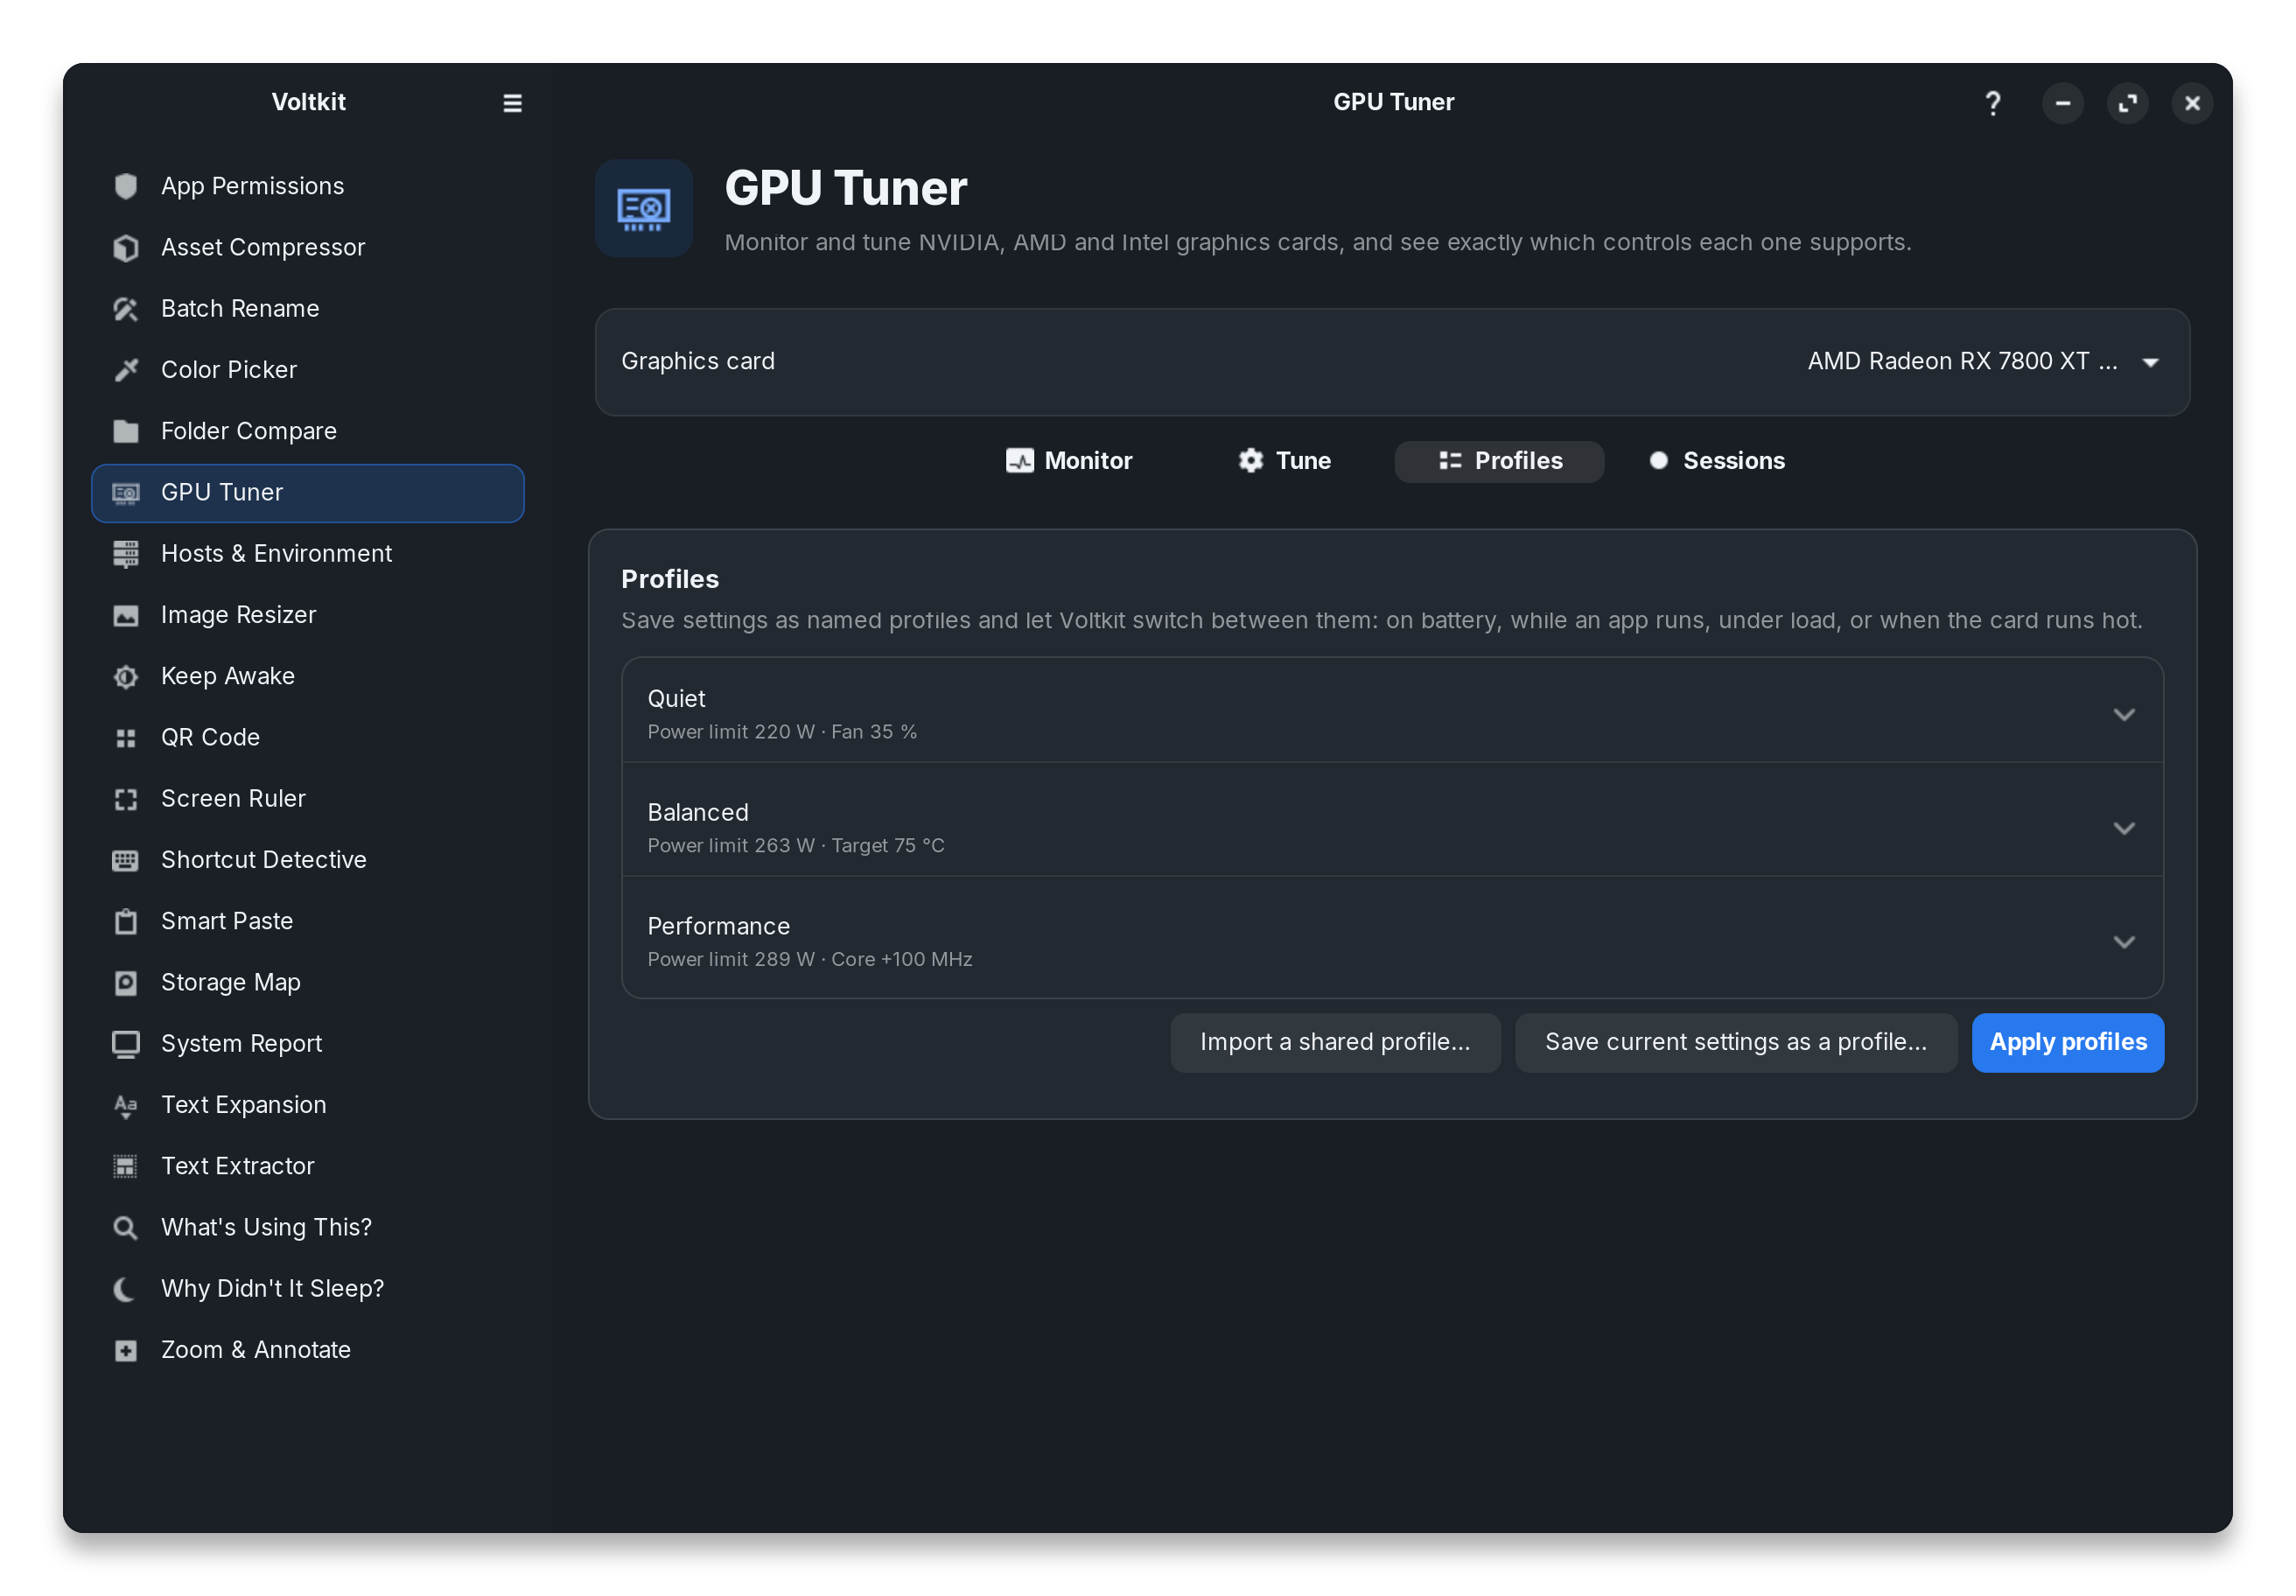 Voltkit
GPU Tuner
?
App Permissions
Asset Compressor
Batch Rename
Color Picker
Folder Compare
GPU Tuner
Hosts & Environment
Image Resizer
Keep Awake
QR Code
Screen Ruler
Shortcut Detective
Smart Paste
Storage Map
System Report
Text Expansion
Text Extractor
What's Using This?
Why Didn't It Sleep?
Zoom & Annotate
GPU Tuner
Monitor and tune NVIDIA, AMD and Intel graphics cards, and see exactly which controls each one supports.
Graphics card
AMD Radeon RX 7800 XT ...
Monitor
Tune
Profiles
Sessions
Profiles
Save settings as named profiles and let Voltkit switch between them: on battery, while an app runs, under load, or when the card runs hot.
Quiet
Power limit 220 W · Fan 35 %
Balanced
Power limit 263 W · Target 75 °C
Performance
Power limit 289 W · Core +100 MHz
Import a shared profile...
Save current settings as a profile...
Apply profiles